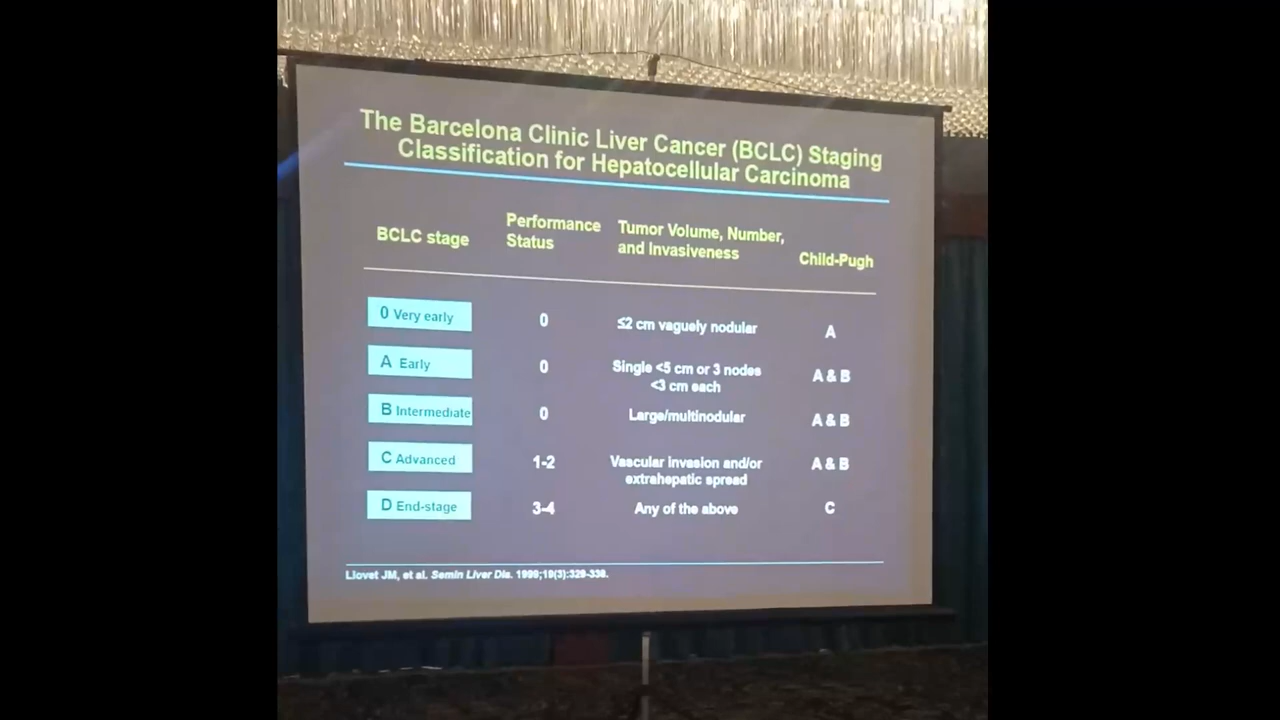 The Barcelona Clinic Liver Cancer (BCLC) Staging
Classification for Hepatocellular Carcinoma
BCLC stage
Performance
Status
Tumor Volume, Number,
and Invasiveness
Child-Pugh
0 Very early
0
≤2 cm vaguely nodular
A
A Early
0
Single <5 cm or 3 nodes
<3 cm each
A & B
B Intermediate
0
Large/multinodular
A & B
C Advanced
1-2
Vascular invasion and/or
extrahepatic spread
A & B
D End-stage
3-4
Any of the above
C
Llovet JM, et al. Semin Liver Dis. 1999;19(3):329-338.